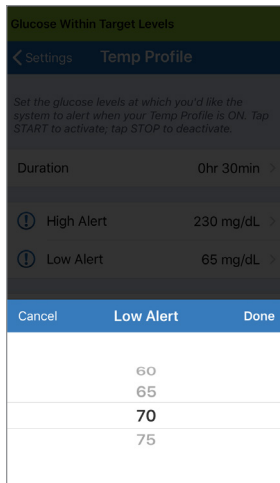 Glucose Within Target Levels
Settings Temp Profile
Set the glucose levels at which you'd like the
system to alert when your Temp Profile is ON. Tap
START to activate; tap STOP to deactivate.
Duration 0hr 30min
High Alert 230 mg/dL
Low Alert 65 mg/dL
Cancel Low Alert Done
60
65
70
75